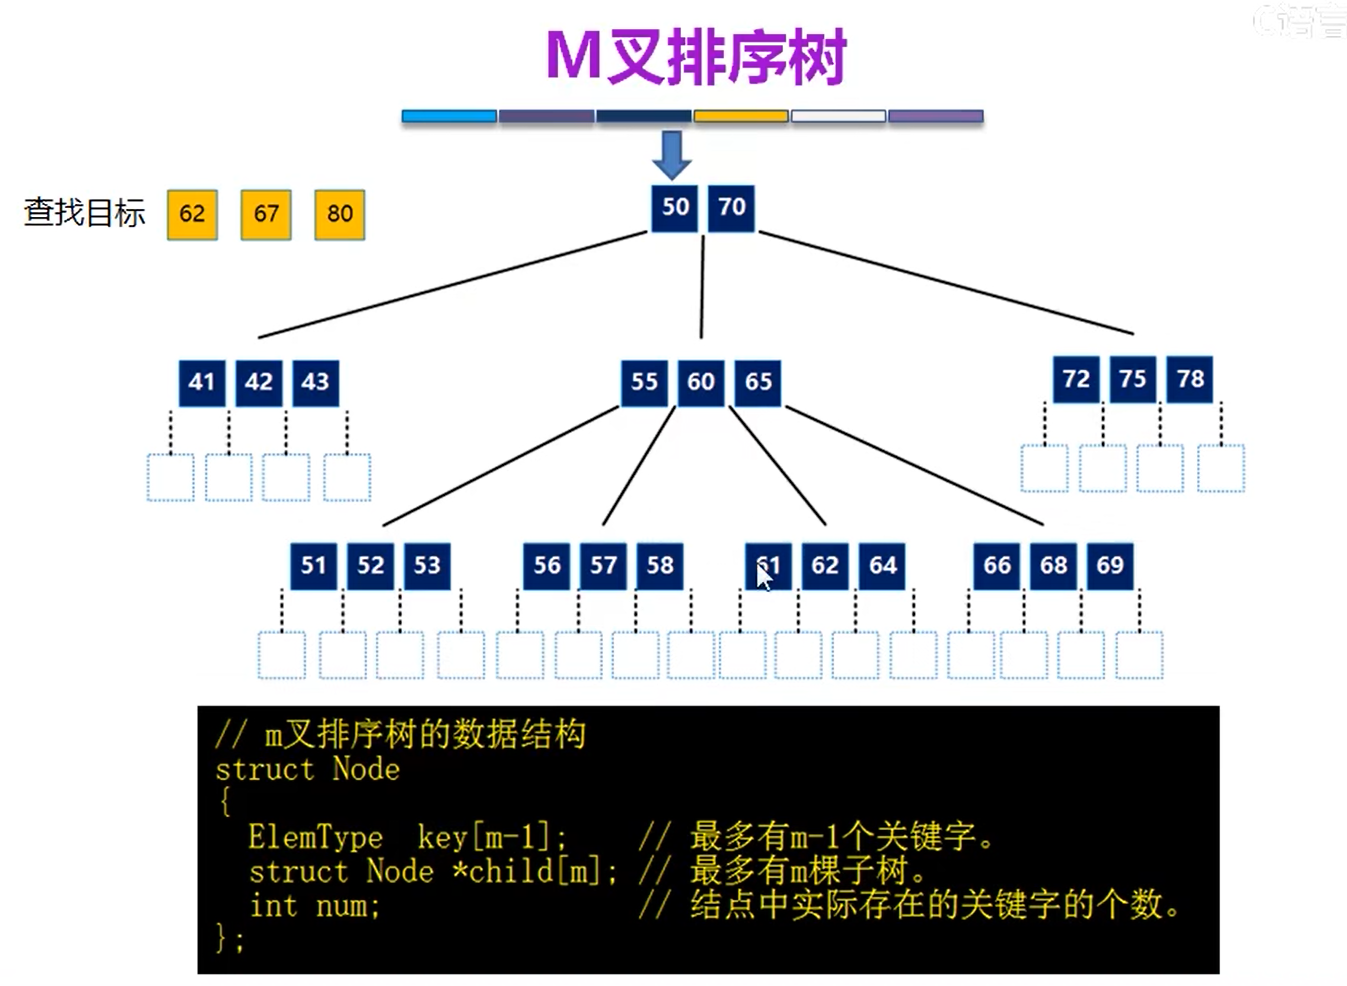 C语言
M叉排序树
查找目标 62 67 80
50 70
41 42 43
55 60 65
72 75 78
51 52 53
56 57 58
61 62 64
66 68 69
// m叉排序树的数据结构
struct Node
{
ElemType key[m-1]; // 最多有m-1个关键字。
struct Node *child[m]; // 最多有m棵子树。
int num; // 结点中实际存在的关键字的个数。
};